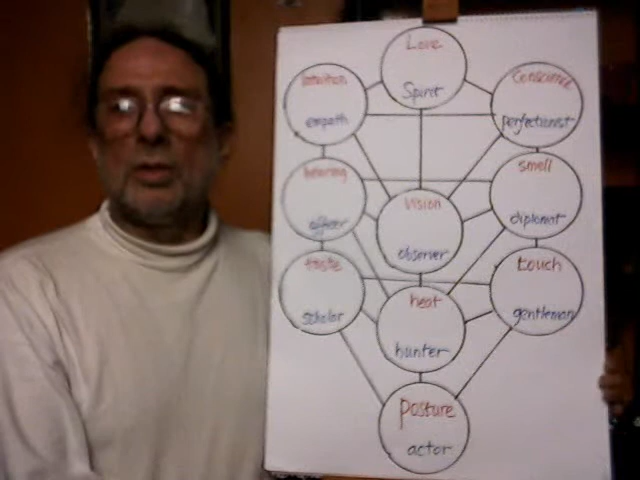 Love
Spirit
Intuition
empath
Conscience
perfectionist
hearing
officer
smell
diplomat
vision
observer
taste
scholar
touch
gentleman
heat
hunter
posture
actor